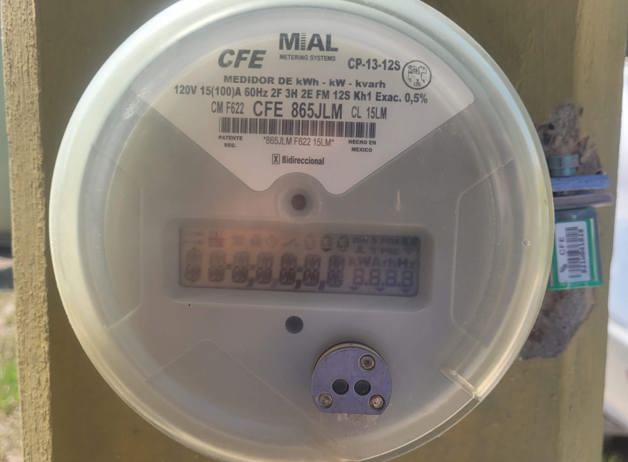 MIAL
CFE
METERING SYSTEMS
CP-13-12S
MEDIDOR DE kWh - kW - kvarh
120V 15(100)A 60Hz 2F 3H 2E FM 12S Kh1 Exac. 0,5%
CM F622 CFE 865JLM CL 15LM
PATENTE SEG. *865JLM F622 15LM* HECHO EN MEXICO
X Bidireccional
CFE